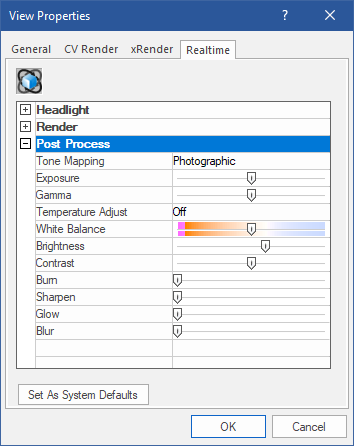 View Properties
General CV Render xRender Realtime
Headlight
Render
Post Process
Tone Mapping Photographic
Exposure
Gamma
Temperature Adjust Off
White Balance
Brightness
Contrast
Burn
Sharpen
Glow
Blur
Set As System Defaults
OK Cancel